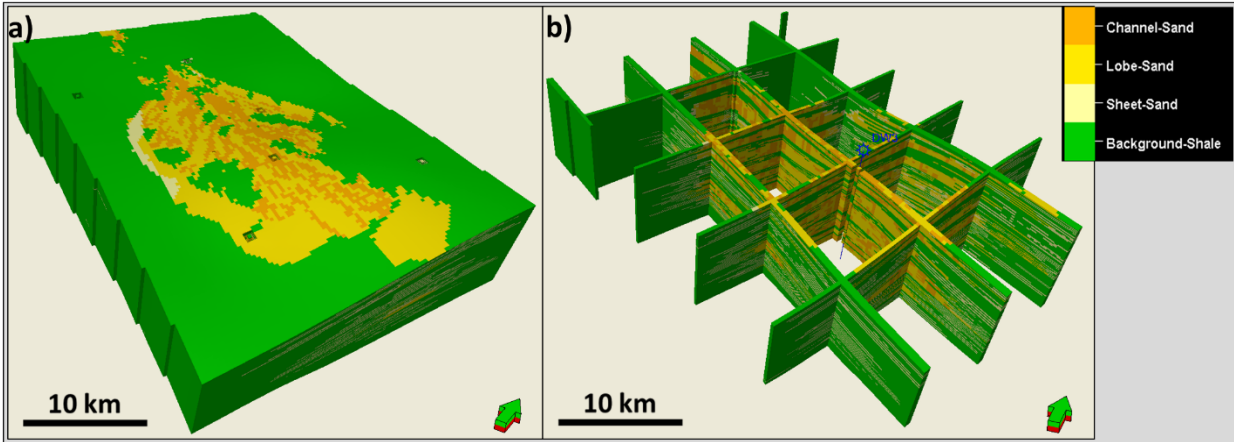 a)
10 km
b)
10 km
Channel-Sand
Lobe-Sand
Sheet-Sand
Background-Shale